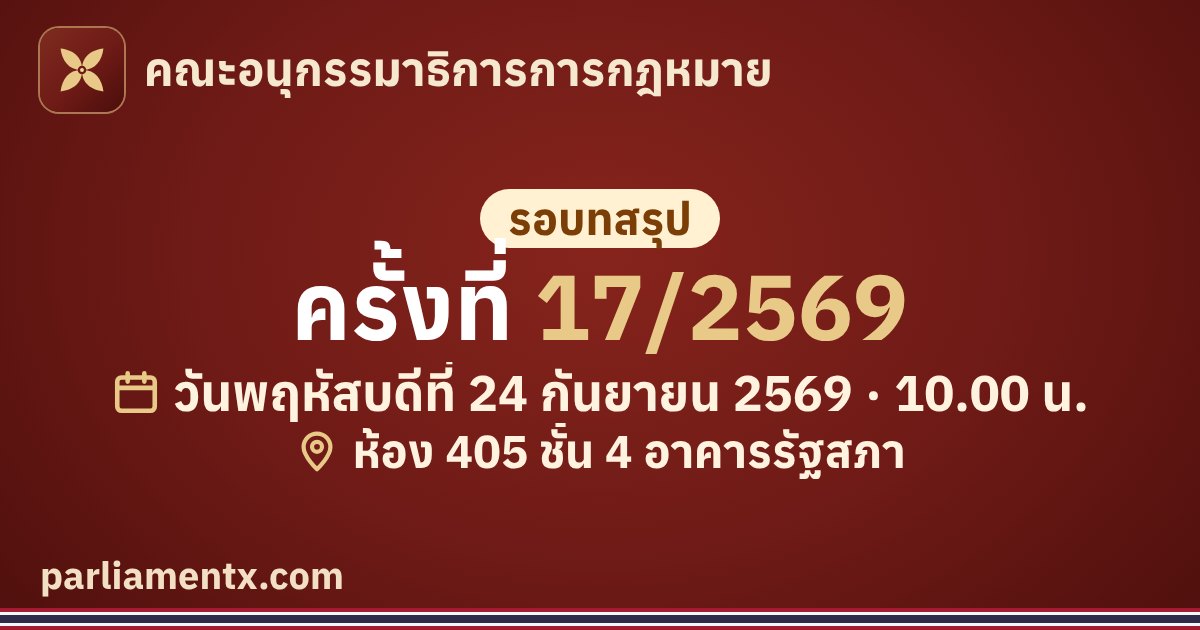 คณะอนุกรรมาธิการการกฎหมาย
รอบทสรุป
ครั้งที่ 17/2569
วันพฤหัสบดีที่ 24 กันยายน 2569 · 10.00 น.
ห้อง 405 ชั้น 4 อาคารรัฐสภา
parliamentx.com